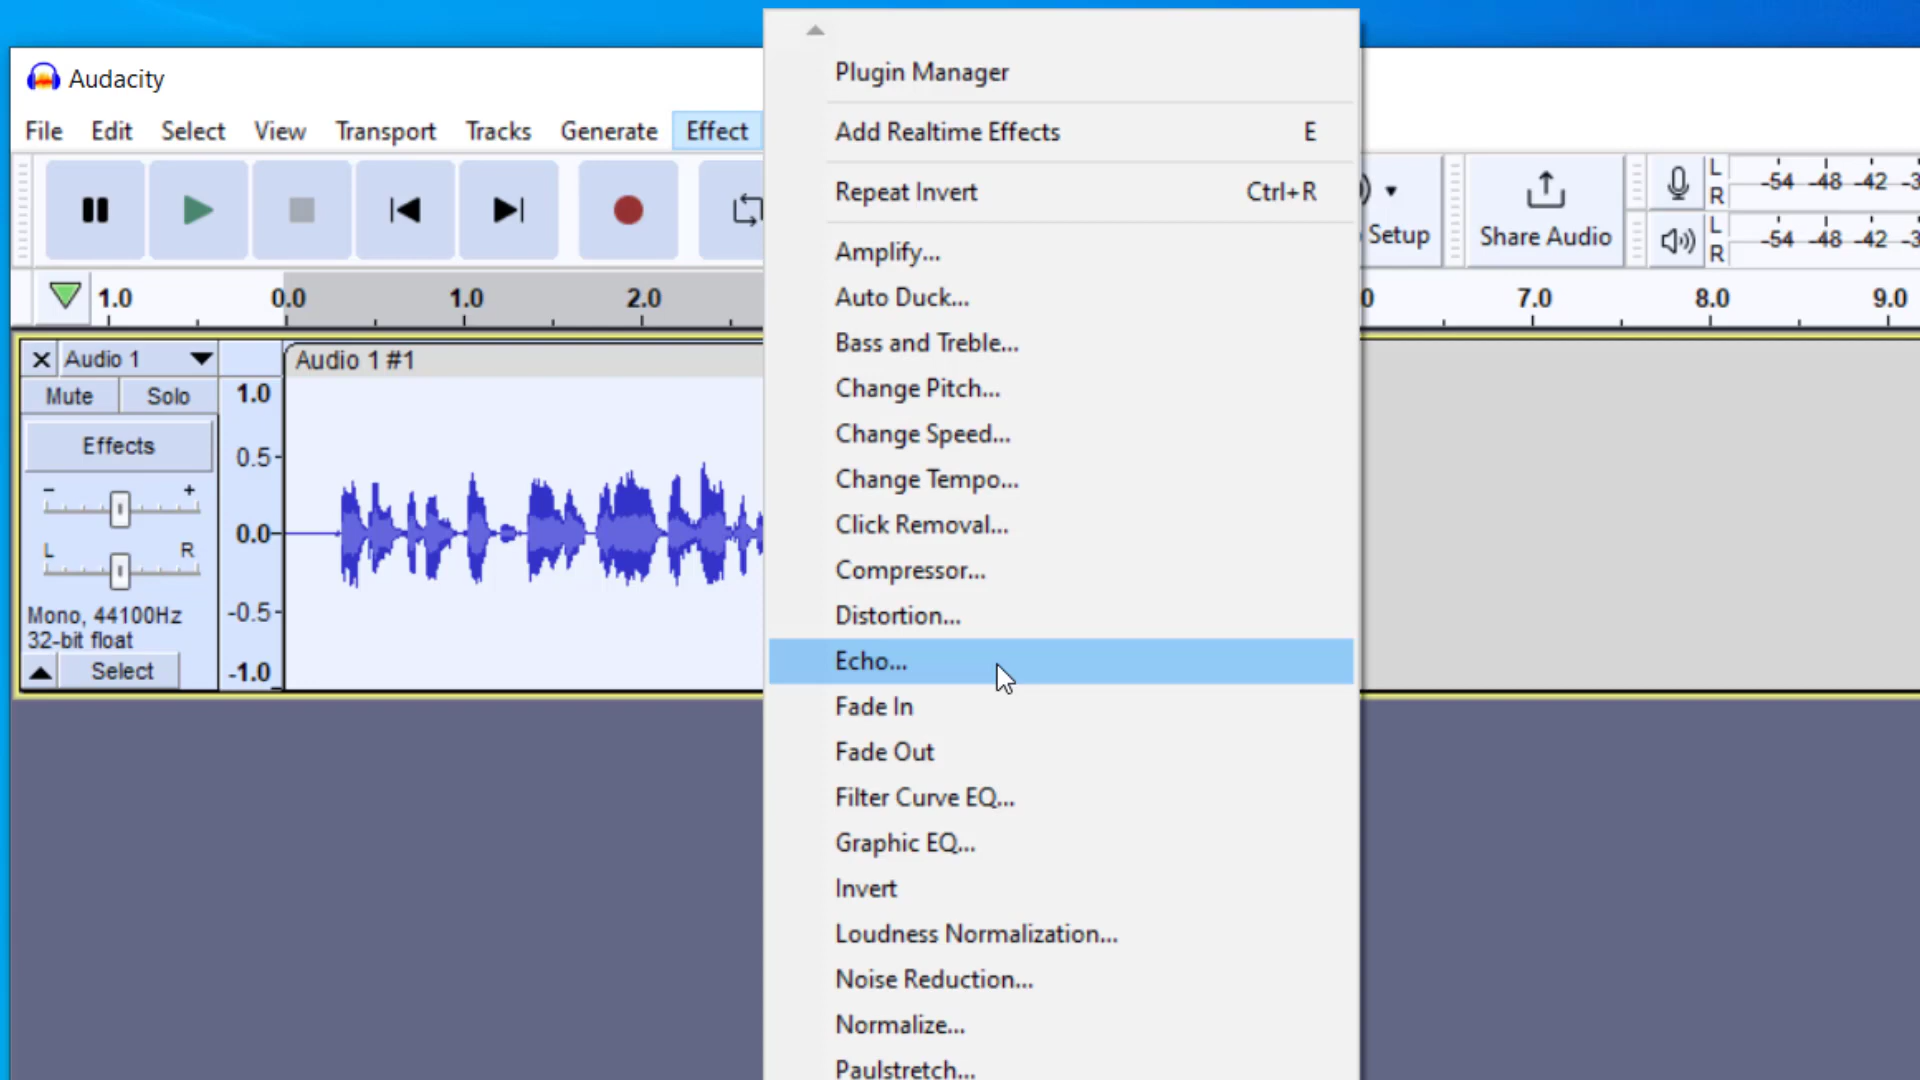 Audacity
File Edit Select View Transport Tracks Generate Effect
Plugin Manager
Add Realtime Effects E
Repeat Invert Ctrl+R
Amplify...
Auto Duck...
Bass and Treble...
Change Pitch...
Change Speed...
Change Tempo...
Click Removal...
Compressor...
Distortion...
Echo...
Fade In
Fade Out
Filter Curve EQ...
Graphic EQ...
Invert
Loudness Normalization...
Noise Reduction...
Normalize...
Paulstretch...
Setup
Share Audio
L
R
-54 -48 -42
L
R
-54 -48 -42
1.0 0.0 1.0 2.0 0 7.0 8.0 9.0
Audio 1
Mute Solo
Effects
- +
L R
Mono, 44100Hz
32-bit float
Select
1.0
0.5
0.0
-0.5
-1.0
Audio 1 #1